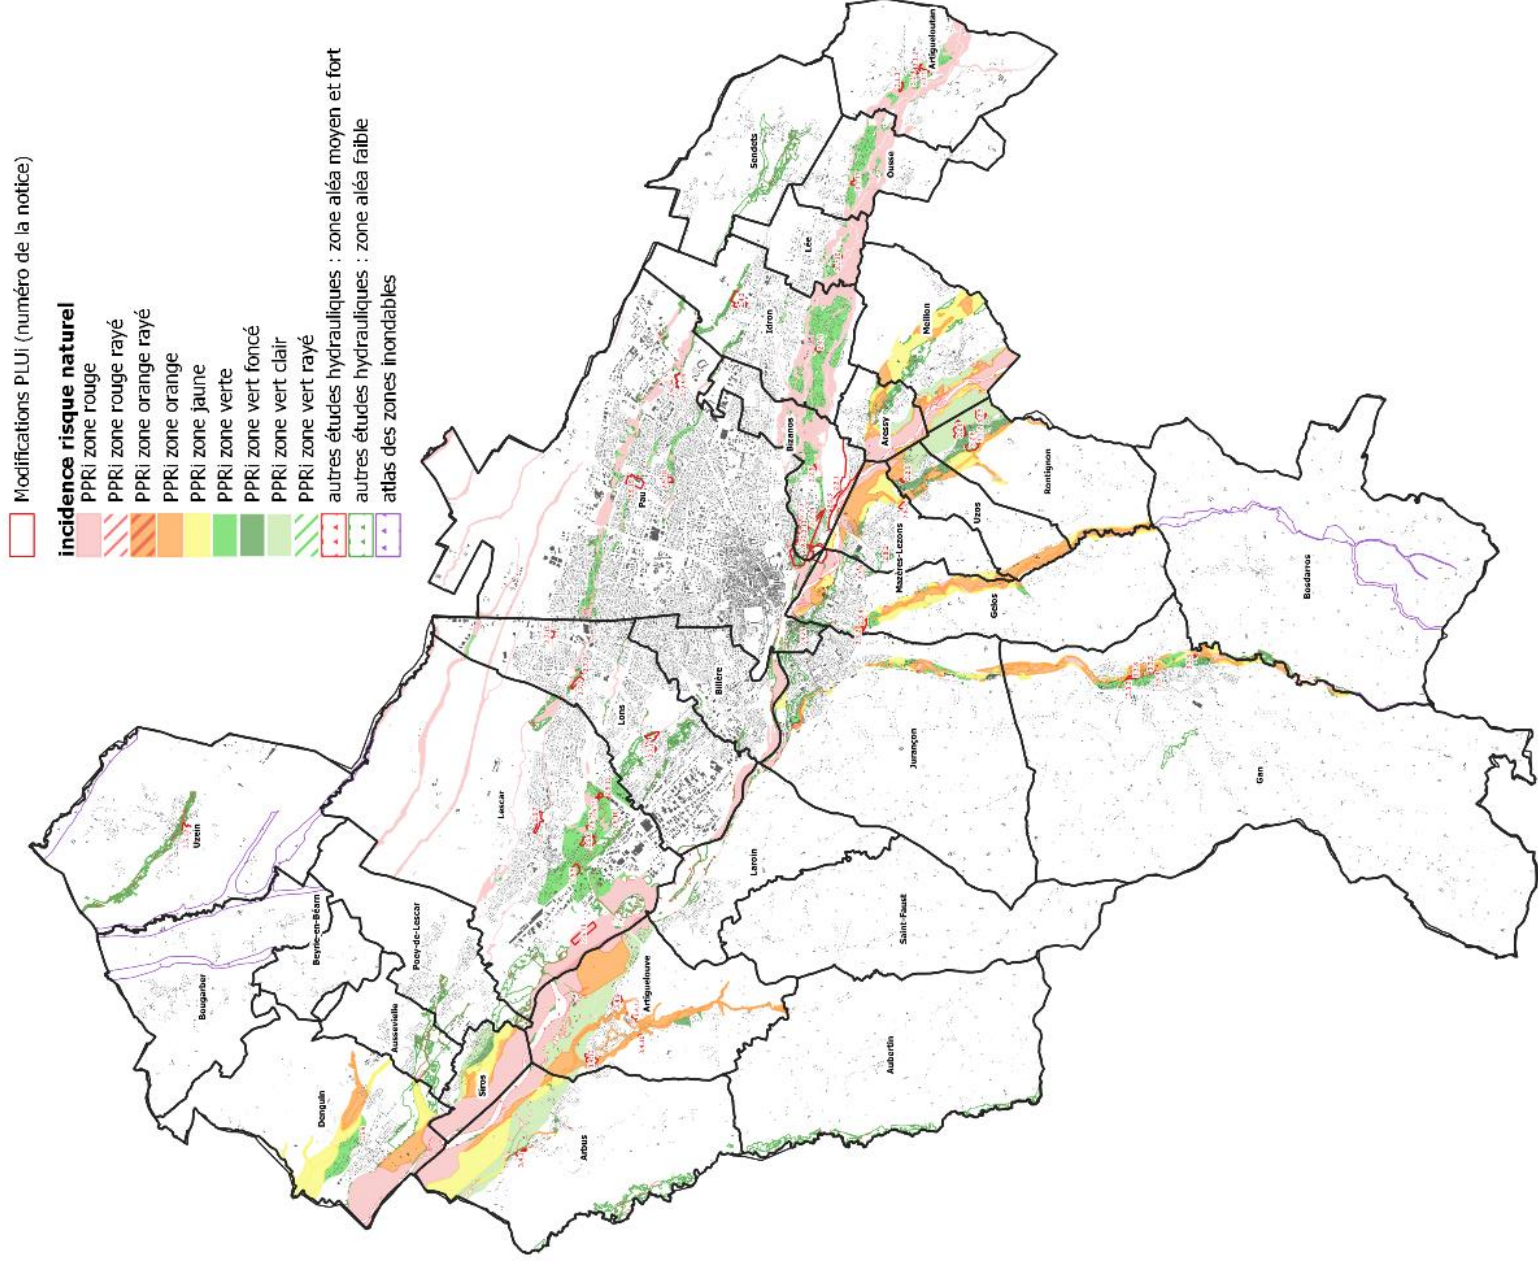 Modifications PLUi (numéro de la notice)
incidence risque naturel
PPRi zone rouge
PPRi zone rouge rayé
PPRi zone orange rayé
PPRi zone orange
PPRi zone jaune
PPRi zone verte
PPRi zone vert foncé
PPRi zone vert clair
PPRi zone vert rayé
autres études hydrauliques : zone aléa moyen et fort
autres études hydrauliques : zone aléa faible
atlas des zones inondables
Artigueloutan
Sendets
Ousse
Lée
Idron
Meillon
Bizanos
Aressy
Pau
Rontignon
Uzos
Mazères-Lezons
Gelos
Bosdarros
Billère
Lons
Jurançon
Gan
Lescar
Uzein
Laroin
Saint-Faust
Beyrie-en-Béarn
Poey-de-Lescar
Artiguelouve
Bougarber
Aussevielle
Aubertin
Siros
Denguin
Arbus